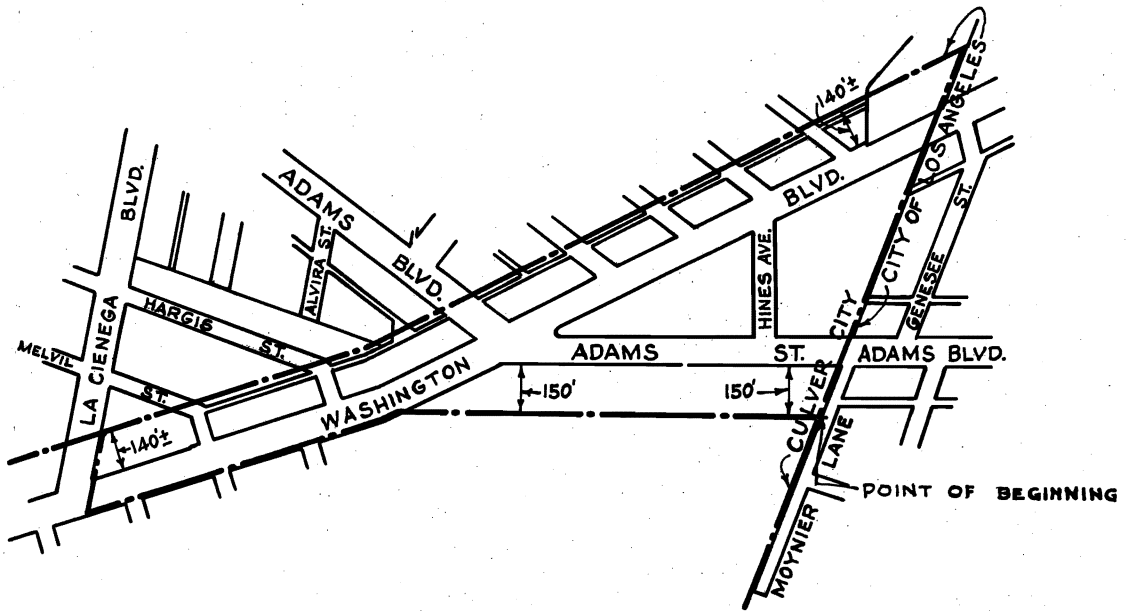 CITY OF LOS ANGELES
140'±
ADAMS BLVD.
BLVD.
ALVIRA ST.
BLVD.
HINES AVE.
GENESEE ST.
LA CIENEGA
HARGIS ST.
MELVIL ST.
WASHINGTON
ADAMS ST.
ADAMS BLVD.
150'
150'
140'±
CULVER CITY
MOYNIER LANE
POINT OF BEGINNING